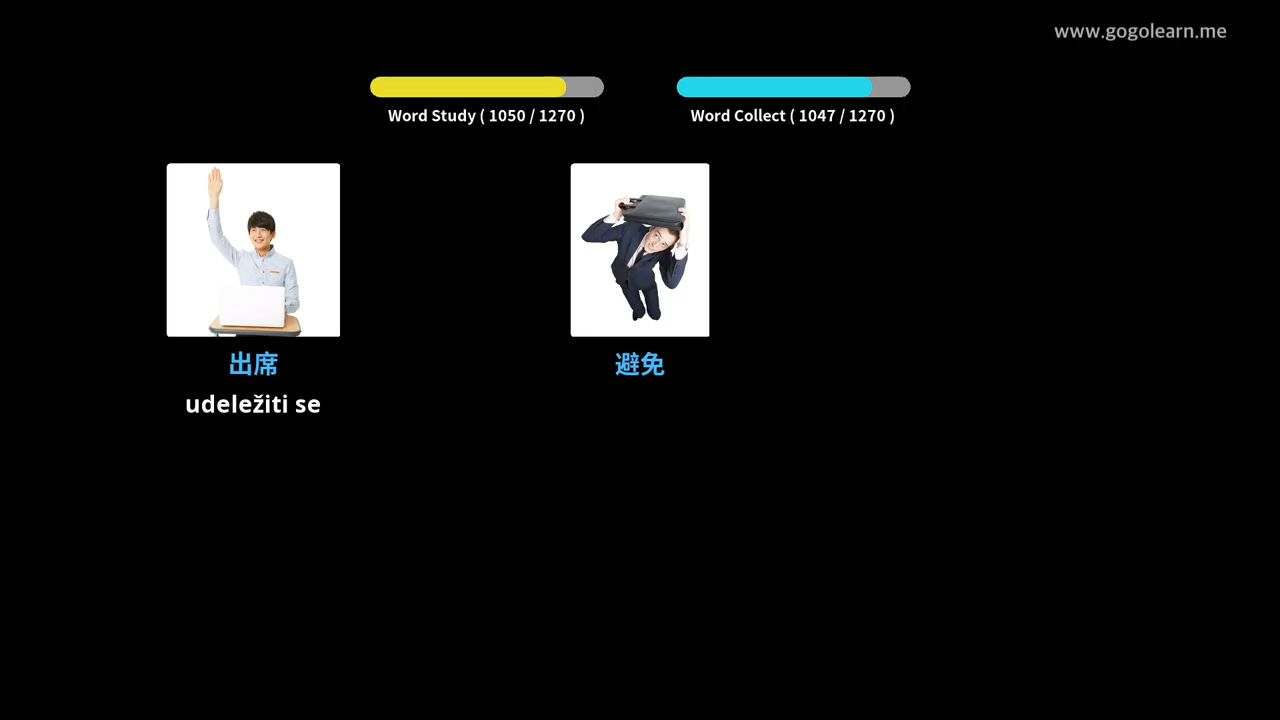 www.gogolearn.me
Word Study ( 1050 / 1270 )
Word Collect ( 1047 / 1270 )
出席
避免
udeležiti se